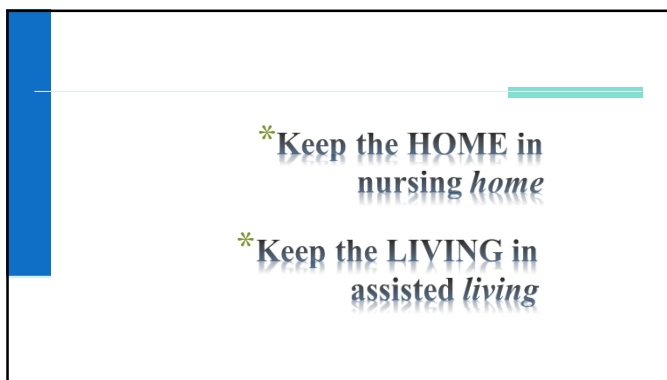 *Keep the HOME in
nursing home
*Keep the LIVING in
assisted living